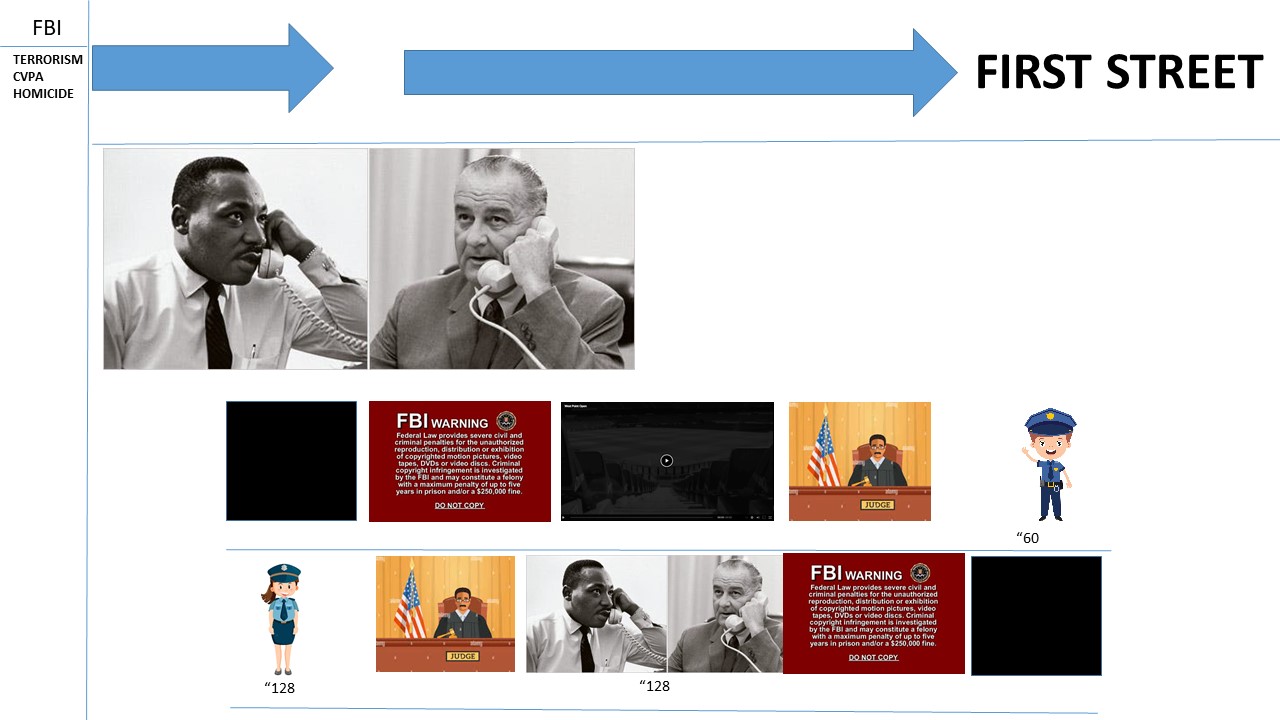 FBI
TERRORISM
CVPA
HOMICIDE
FIRST STREET
FBI WARNING
Federal Law provides severe civil and
criminal penalties for the unauthorized
reproduction, distribution or exhibition
of copyrighted motion pictures, video
tapes, DVDs or video discs. Criminal
copyright infringement is investigated
by the FBI and may constitute a felony
with a maximum penalty of up to five
years in prison and/or a $250,000 fine.
DO NOT COPY
West Point Open
JUDGE
“60
JUDGE
FBI WARNING
Federal Law provides severe civil and
criminal penalties for the unauthorized
reproduction, distribution or exhibition
of copyrighted motion pictures, video
tapes, DVDs or video discs. Criminal
copyright infringement is investigated
by the FBI and may constitute a felony
with a maximum penalty of up to five
years in prison and/or a $250,000 fine.
DO NOT COPY
“128
“128